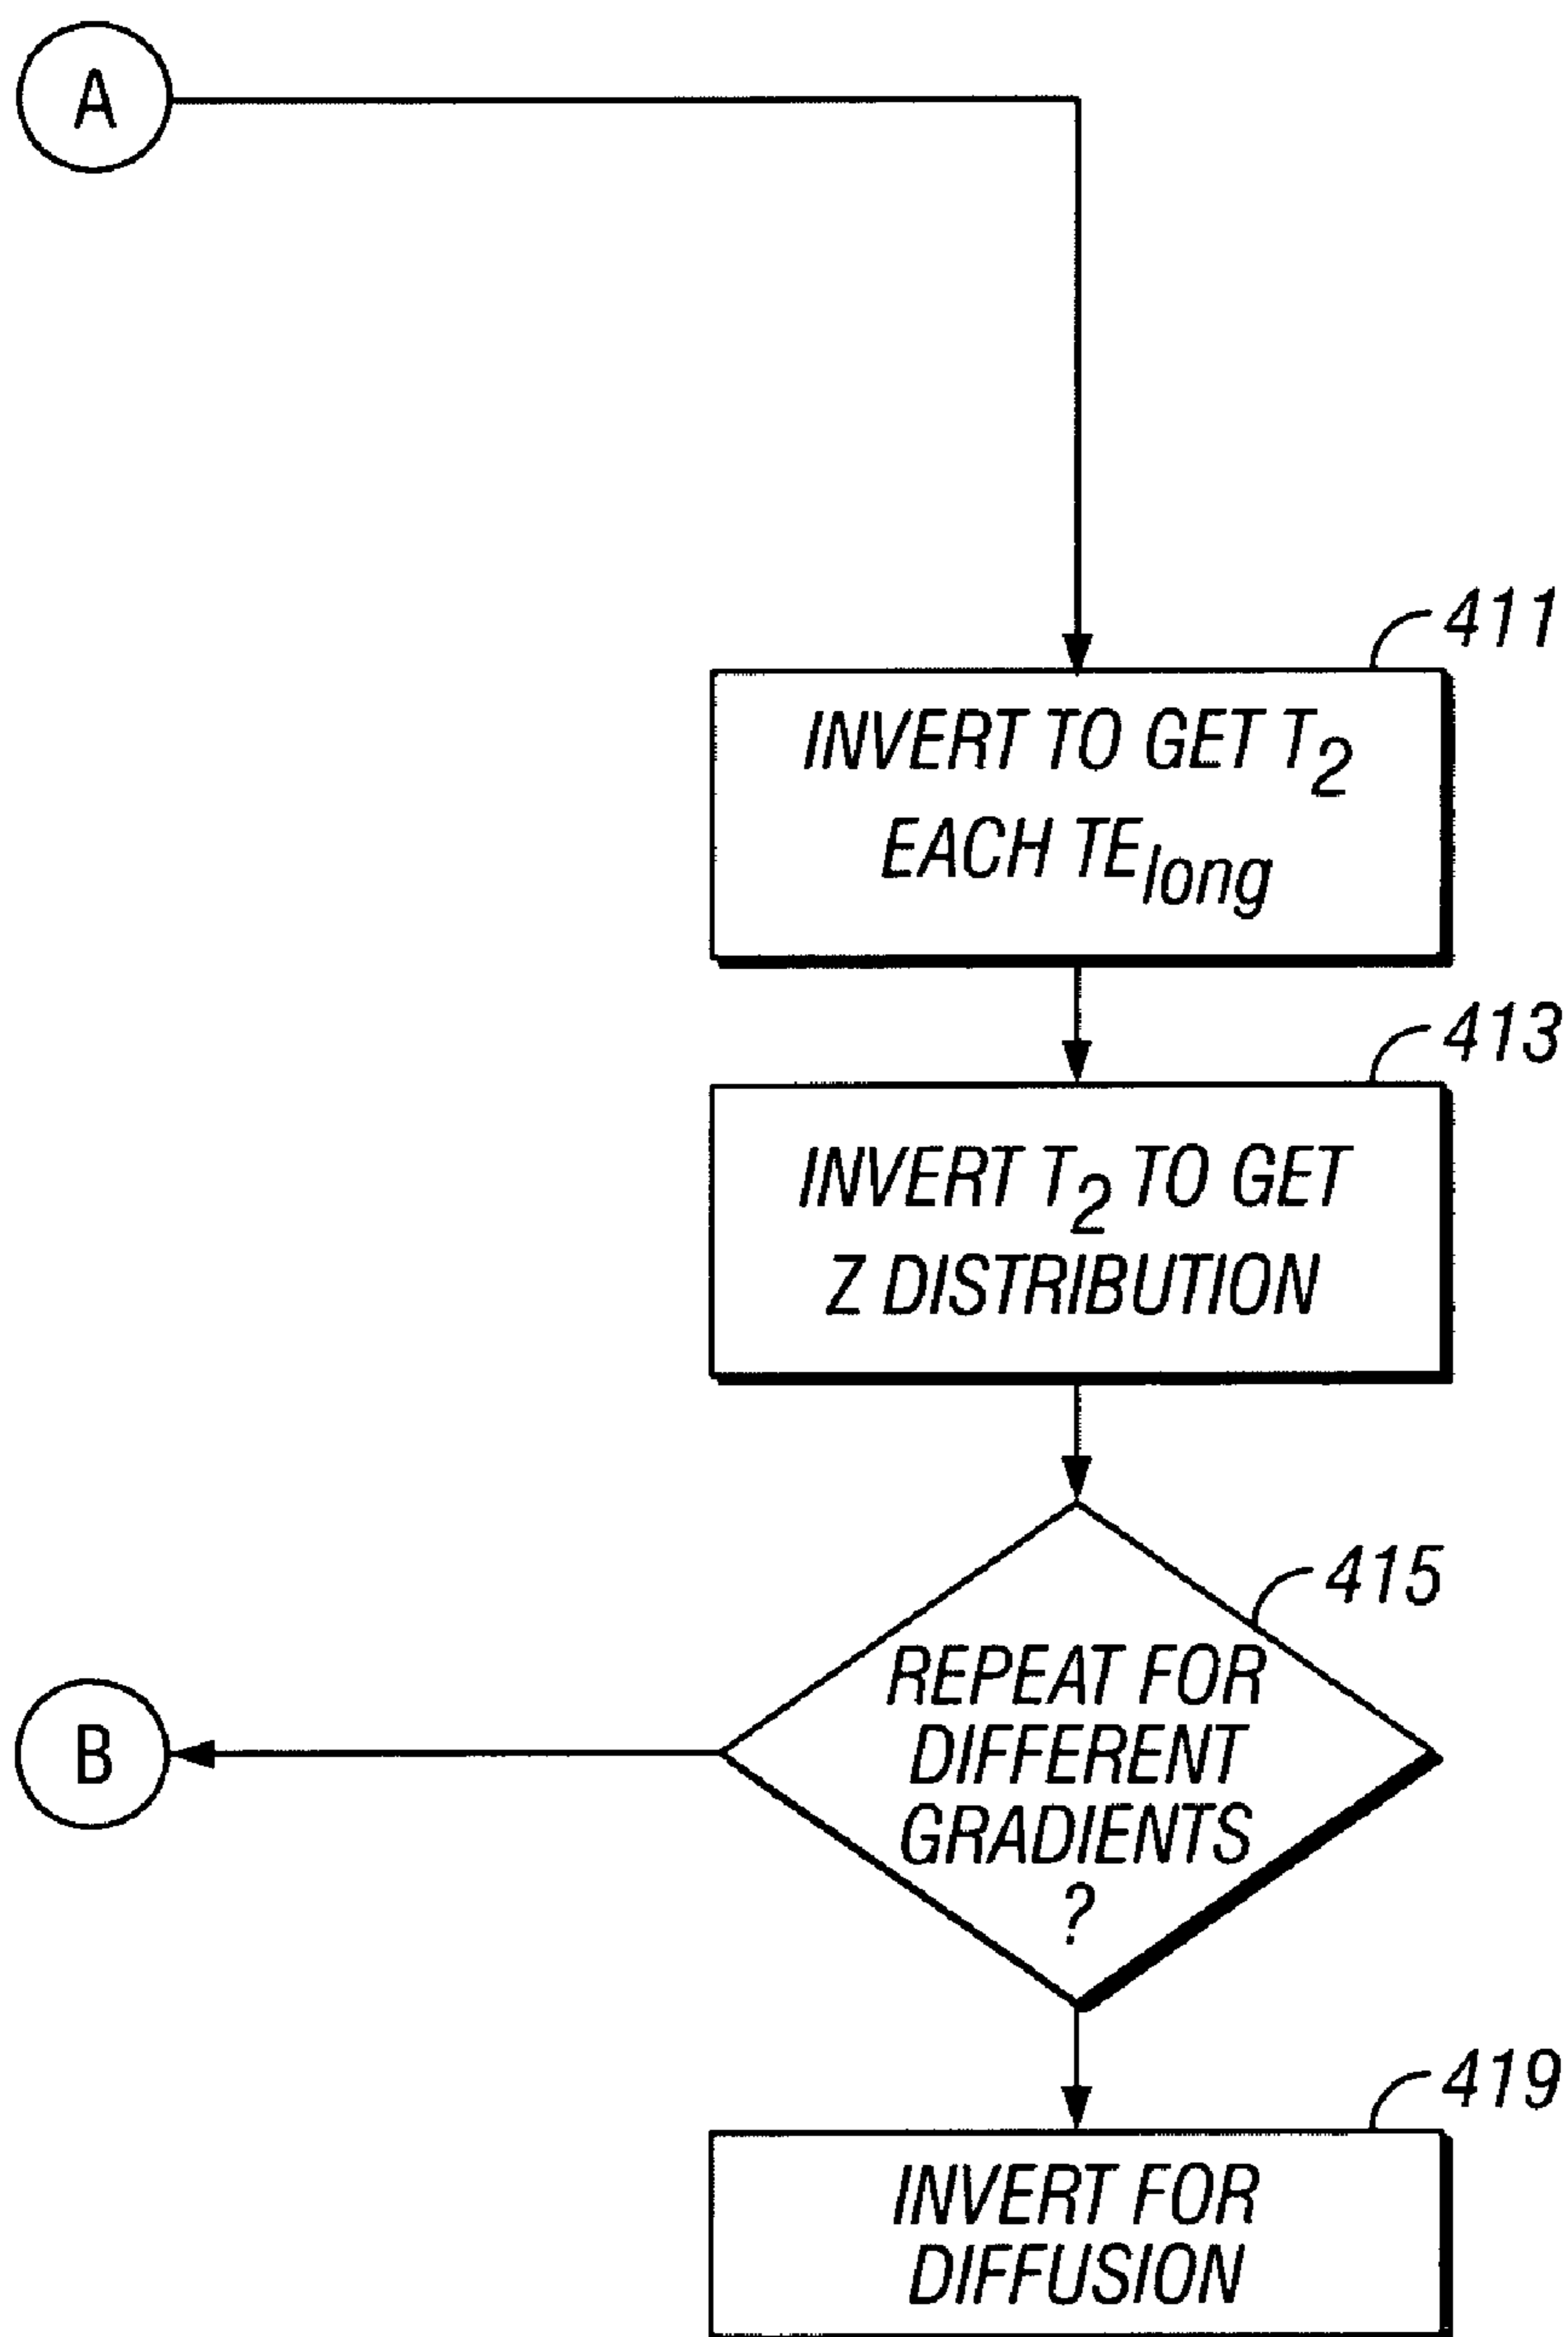 A
411
INVERT TO GET T₂
EACH TE_long
413
INVERT T₂ TO GET
Z DISTRIBUTION
415
REPEAT FOR
DIFFERENT
GRADIENTS
?
B
419
INVERT FOR
DIFFUSION